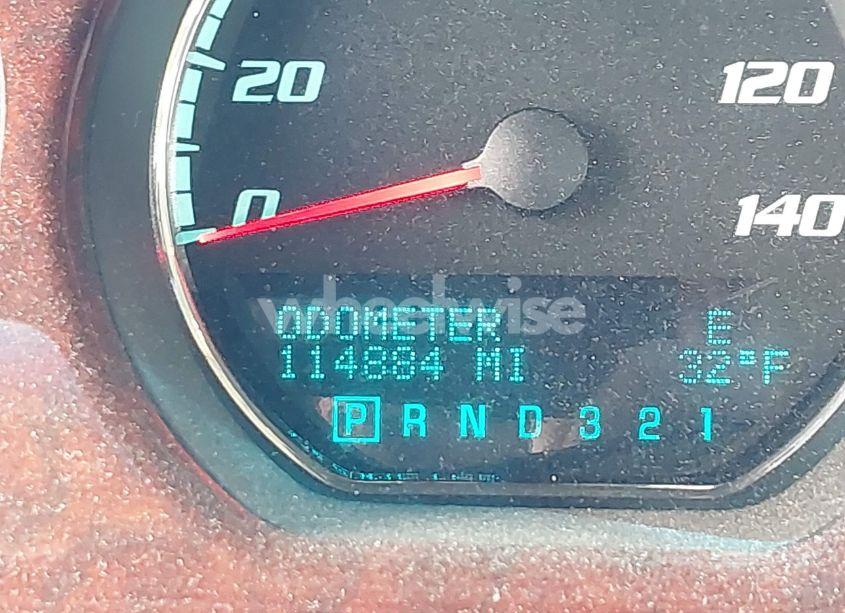 20
120
0
140
wheelwise
ODOMETER E
114884 MI 32°F
P R N D 3 2 1